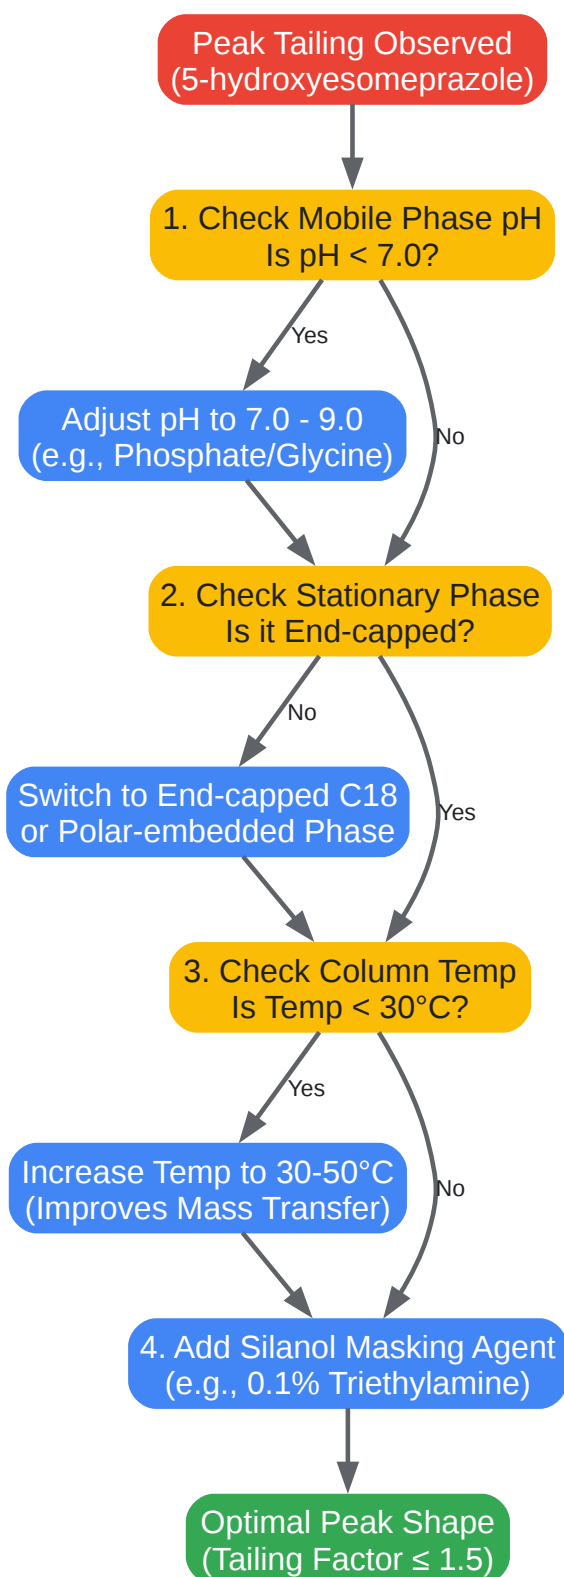 Peak Tailing Observed
(5-hydroxyesomeprazole)
1. Check Mobile Phase pH
Is pH < 7.0?
Yes
No
Adjust pH to 7.0 - 9.0
(e.g., Phosphate/Glycine)
2. Check Stationary Phase
Is it End-capped?
No
Yes
Switch to End-capped C18
or Polar-embedded Phase
3. Check Column Temp
Is Temp < 30°C?
Yes
No
Increase Temp to 30-50°C
(Improves Mass Transfer)
4. Add Silanol Masking Agent
(e.g., 0.1% Triethylamine)
Optimal Peak Shape
(Tailing Factor ≤ 1.5)